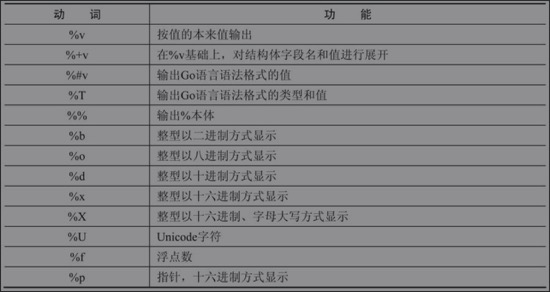 动 词 功 能
%v 按值的本来值输出
%+v 在%v基础上，对结构体字段名和值进行展开
%#v 输出Go语言语法格式的值
%T 输出Go语言语法格式的类型和值
%% 输出%本体
%b 整型以二进制方式显示
%o 整型以八进制方式显示
%d 整型以十进制方式显示
%x 整型以十六进制方式显示
%X 整型以十六进制、字母大写方式显示
%U Unicode字符
%f 浮点数
%p 指针，十六进制方式显示